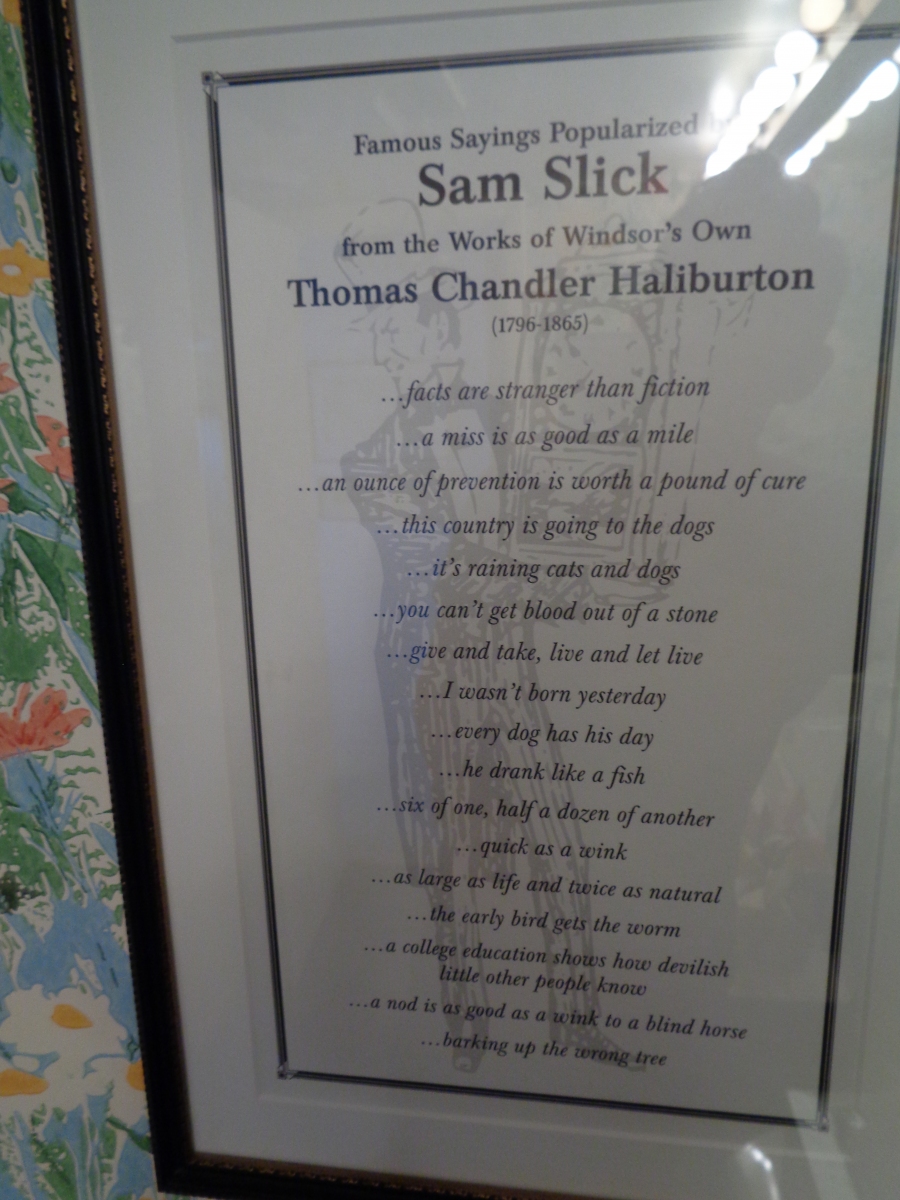 Famous Sayings Popularized
Sam Slick
from the Works of Windsor's Own
Thomas Chandler Haliburton
(1796-1865)
...facts are stranger than fiction
...a miss is as good as a mile
...an ounce of prevention is worth a pound of cure
...this country is going to the dogs
...it's raining cats and dogs
...you can't get blood out of a stone
...give and take, live and let live
...I wasn't born yesterday
...every dog has his day
...he drank like a fish
...six of one, half a dozen of another
...quick as a wink
...as large as life and twice as natural
...the early bird gets the worm
...a college education shows how devilish
little other people know
...a nod is as good as a wink to a blind horse
...barking up the wrong tree